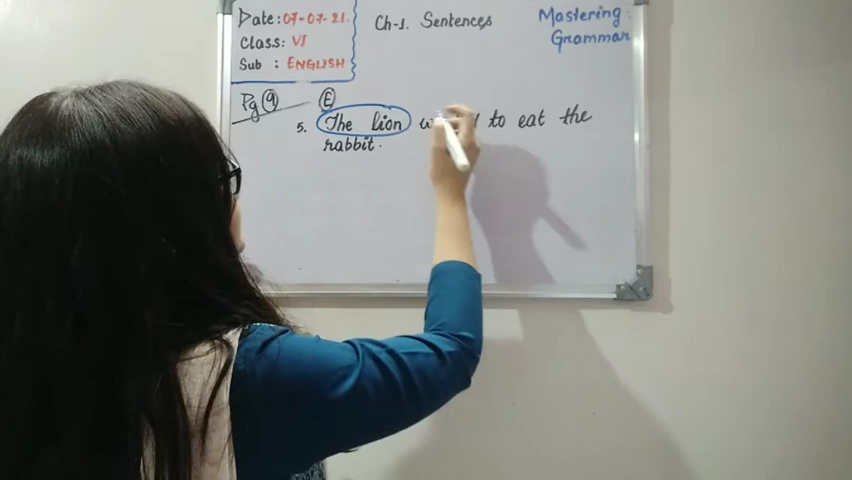 Date: 07-07-21.
Class: VI
Sub : ENGLISH
Ch-1. Sentences
Mastering
Grammar
Pg 9 E
5. The lion to eat the
rabbit.